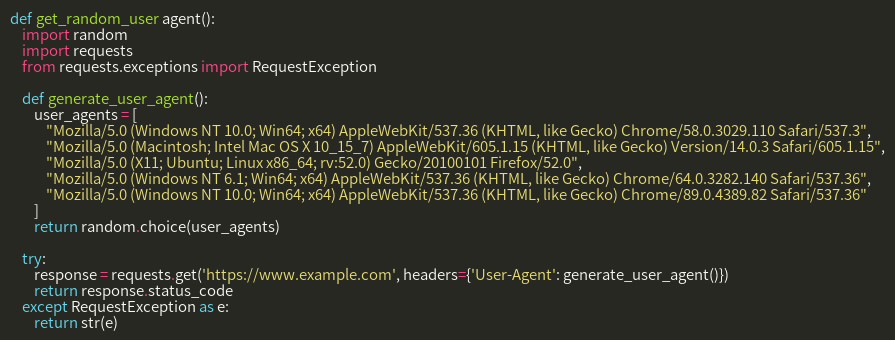 def get_random_user agent():
    import random
    import requests
    from requests.exceptions import RequestException

    def generate_user_agent():
        user_agents = [
            "Mozilla/5.0 (Windows NT 10.0; Win64; x64) AppleWebKit/537.36 (KHTML, like Gecko) Chrome/58.0.3029.110 Safari/537.3",
            "Mozilla/5.0 (Macintosh; Intel Mac OS X 10_15_7) AppleWebKit/605.1.15 (KHTML, like Gecko) Version/14.0.3 Safari/605.1.15",
            "Mozilla/5.0 (X11; Ubuntu; Linux x86_64; rv:52.0) Gecko/20100101 Firefox/52.0",
            "Mozilla/5.0 (Windows NT 6.1; Win64; x64) AppleWebKit/537.36 (KHTML, like Gecko) Chrome/64.0.3282.140 Safari/537.36",
            "Mozilla/5.0 (Windows NT 10.0; Win64; x64) AppleWebKit/537.36 (KHTML, like Gecko) Chrome/89.0.4389.82 Safari/537.36"
        ]
        return random.choice(user_agents)

    try:
        response = requests.get('https://www.example.com', headers={'User-Agent': generate_user_agent()})
        return response.status_code
    except RequestException as e:
        return str(e)